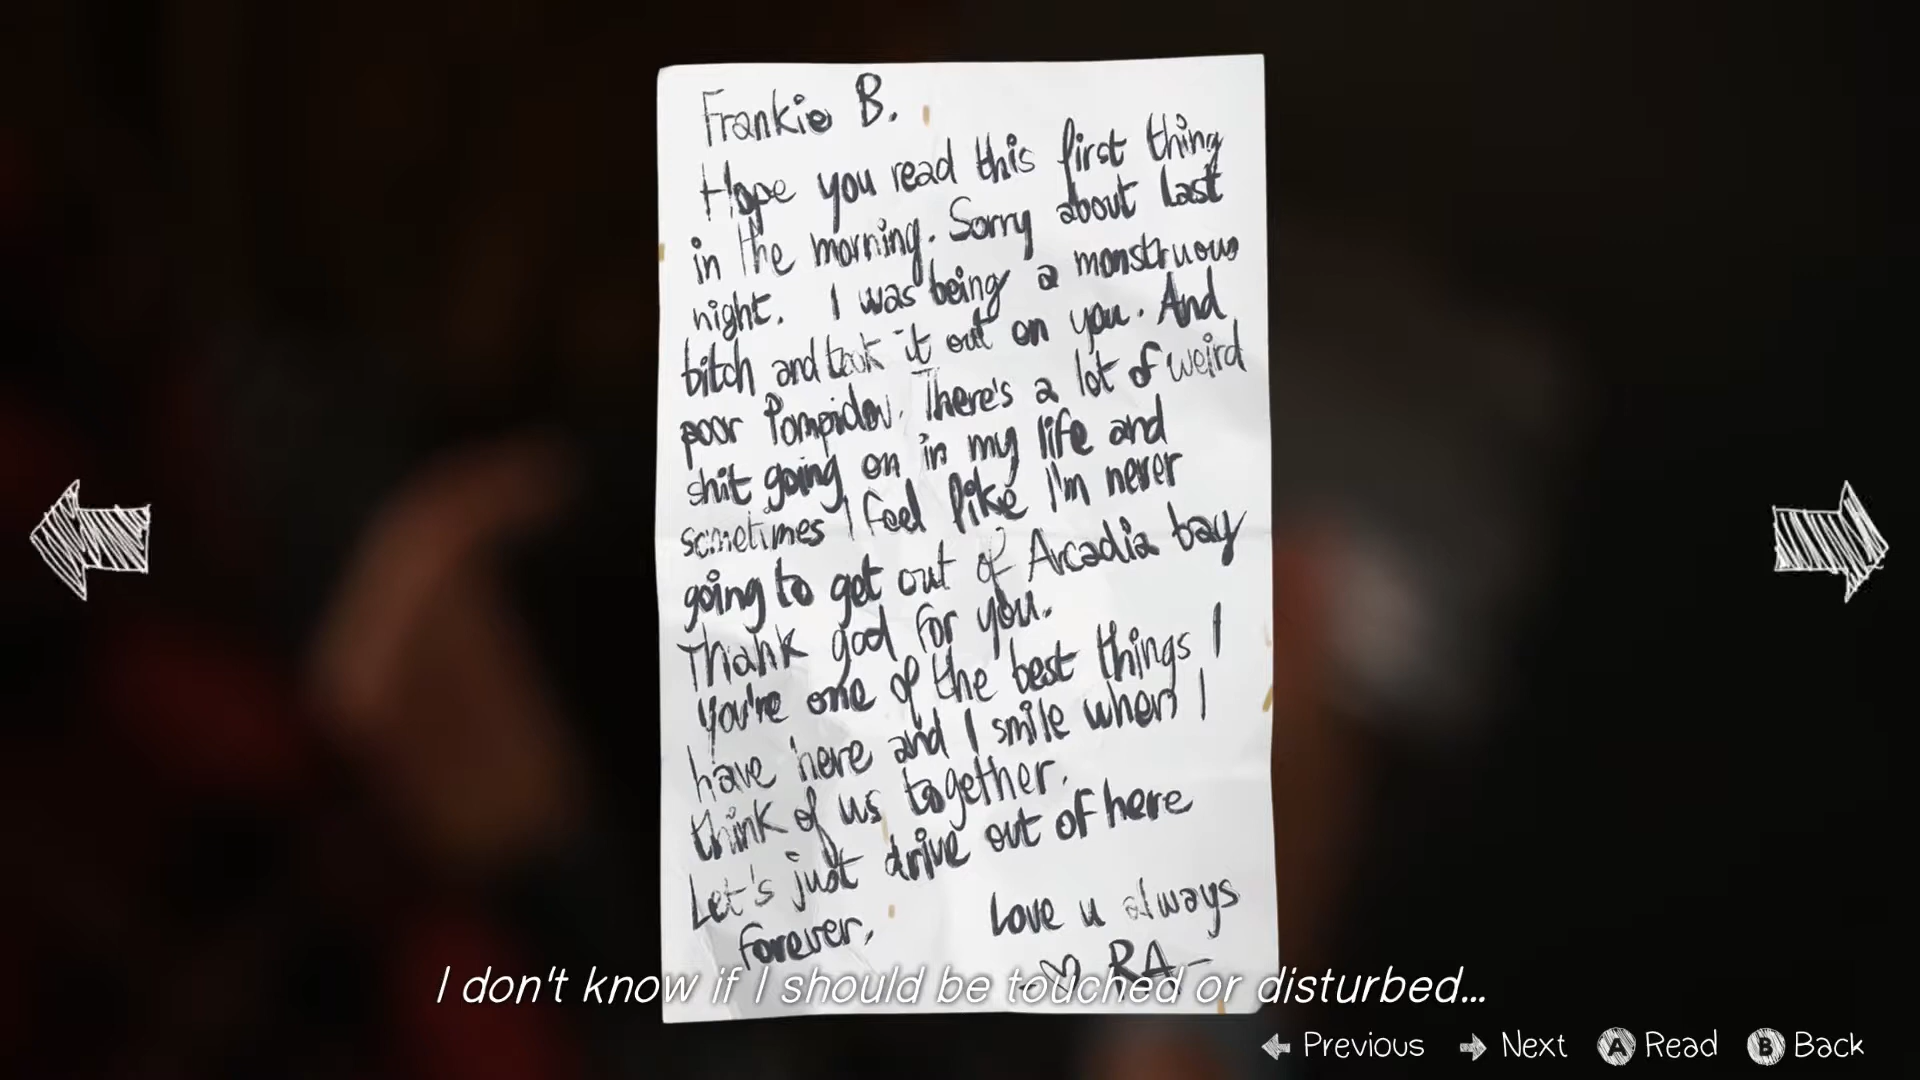 Frankie B.
Hope you read this first thing
in the morning. Sorry about last
night. I was being a monstruous
bitch and took it out on you. And
poor Pompidou. There's a lot of weird
shit going on in my life and
sometimes I feel like I'm never
going to get out of Arcadia bay
Thank god for you.
You're one of the best things I
have here and I smile when I
think of us together.
Let's just drive out of here
forever.
Love u always
-♡ RA-
I don't know if I should be touched or disturbed...
Previous
Next
A Read
B Back